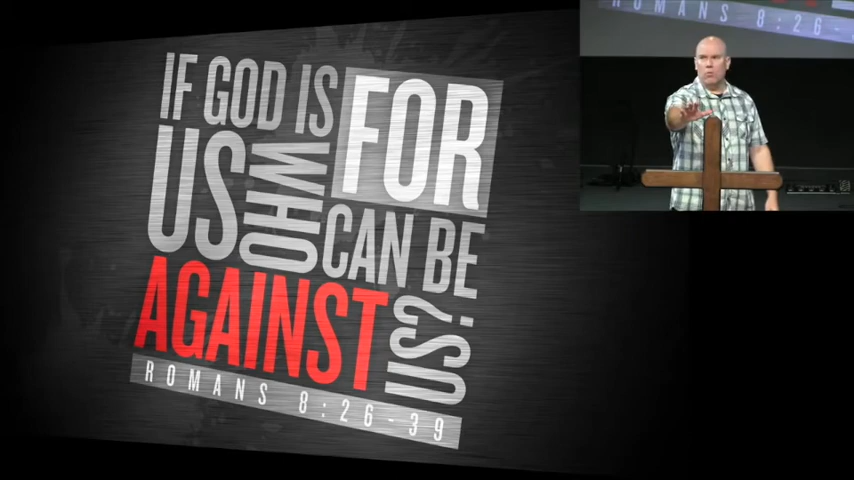 IF GOD IS FOR
US WHO
CAN BE
AGAINST US?
ROMANS 8:26-39
ROMANS 8:26-